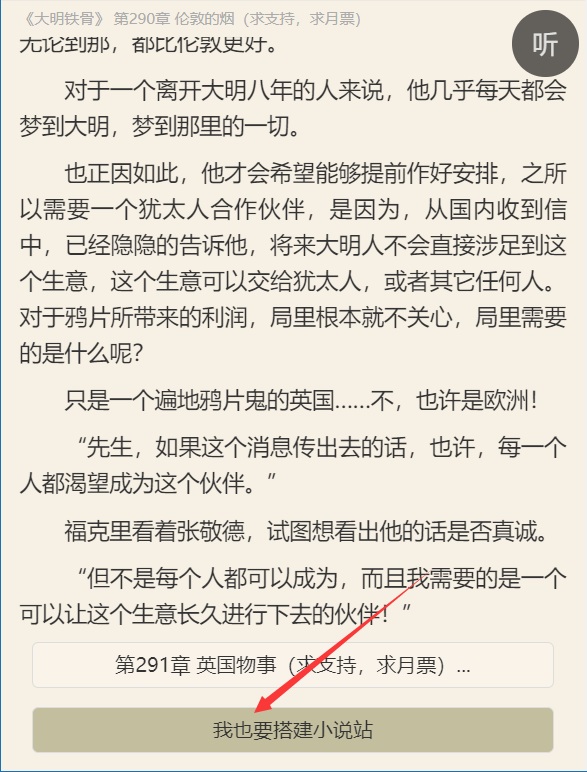 《大明铁骨》 第290章 伦敦的烟（求支持，求月票）
听
无论到那，都比伦敦更好。
对于一个离开大明八年的人来说，他几乎每天都会
梦到大明，梦到那里的一切。
也正因如此，他才会希望能够提前作好安排，之所
以需要一个犹太人合作伙伴，是因为，从国内收到信
中，已经隐隐的告诉他，将来大明人不会直接涉足到这
个生意，这个生意可以交给犹太人，或者其它任何人。
对于鸦片所带来的利润，局里根本就不关心，局里需要
的是什么呢？
只是一个遍地鸦片鬼的英国……不，也许是欧洲！
“先生，如果这个消息传出去的话，也许，每一个
人都渴望成为这个伙伴。”
福克里看着张敬德，试图想看出他的话是否真诚。
“但不是每个人都可以成为，而且我需要的是一个
可以让这个生意长久进行下去的伙伴！”
第291章 英国物事（求支持，求月票）...
我也要搭建小说站